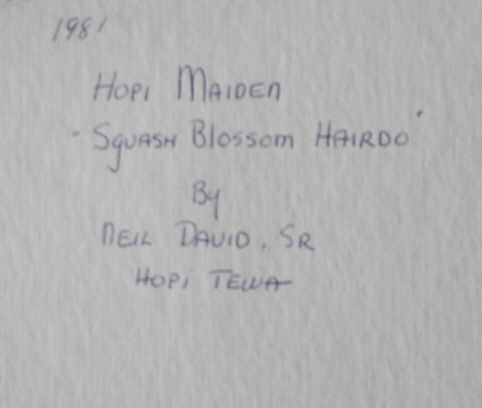 1981
HOPI MAIDEN
"SQUASH Blossom HAIRDO"
By
NEIL DAVID, SR
HOPI TEWA